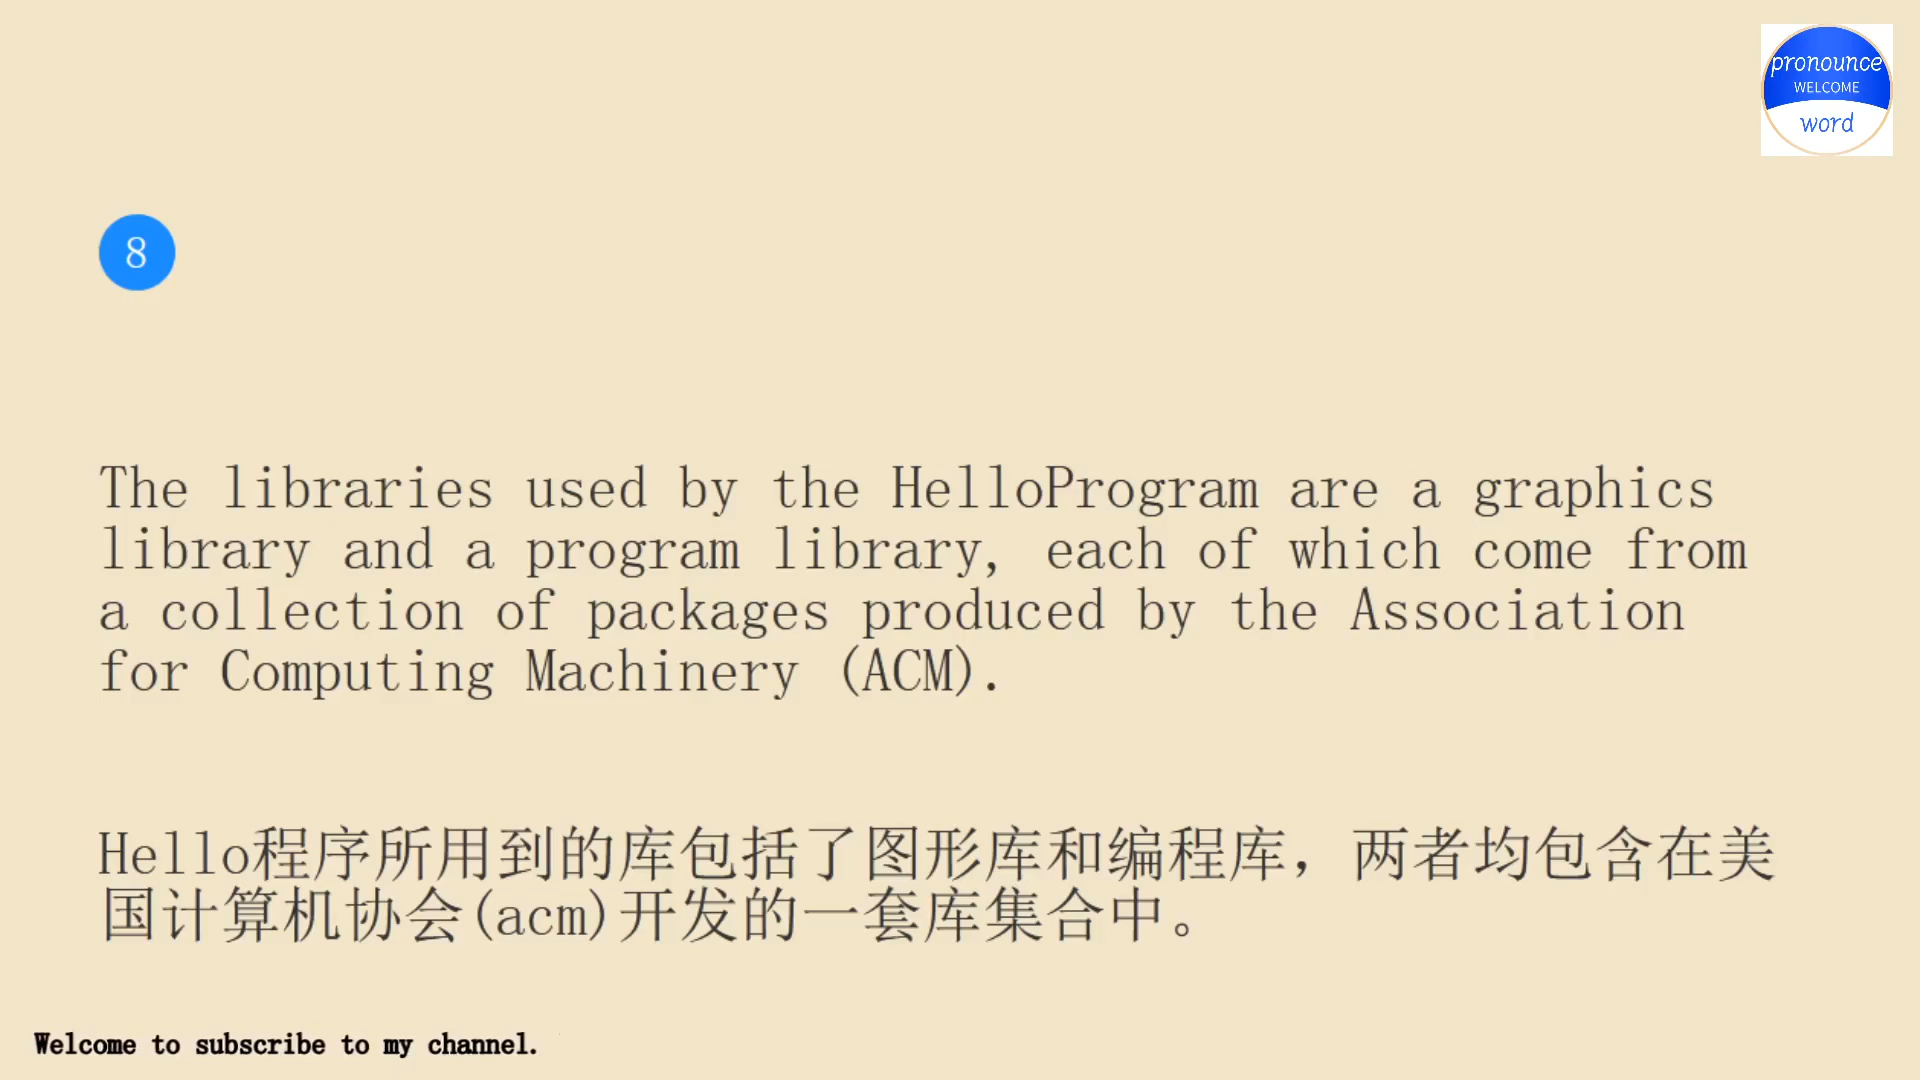 pronounce
WELCOME
word
8
The libraries used by the HelloProgram are a graphics
library and a program library, each of which come from
a collection of packages produced by the Association
for Computing Machinery (ACM).
Hello程序所用到的库包括了图形库和编程库，两者均包含在美
国计算机协会(acm)开发的一套库集合中。
Welcome to subscribe to my channel.